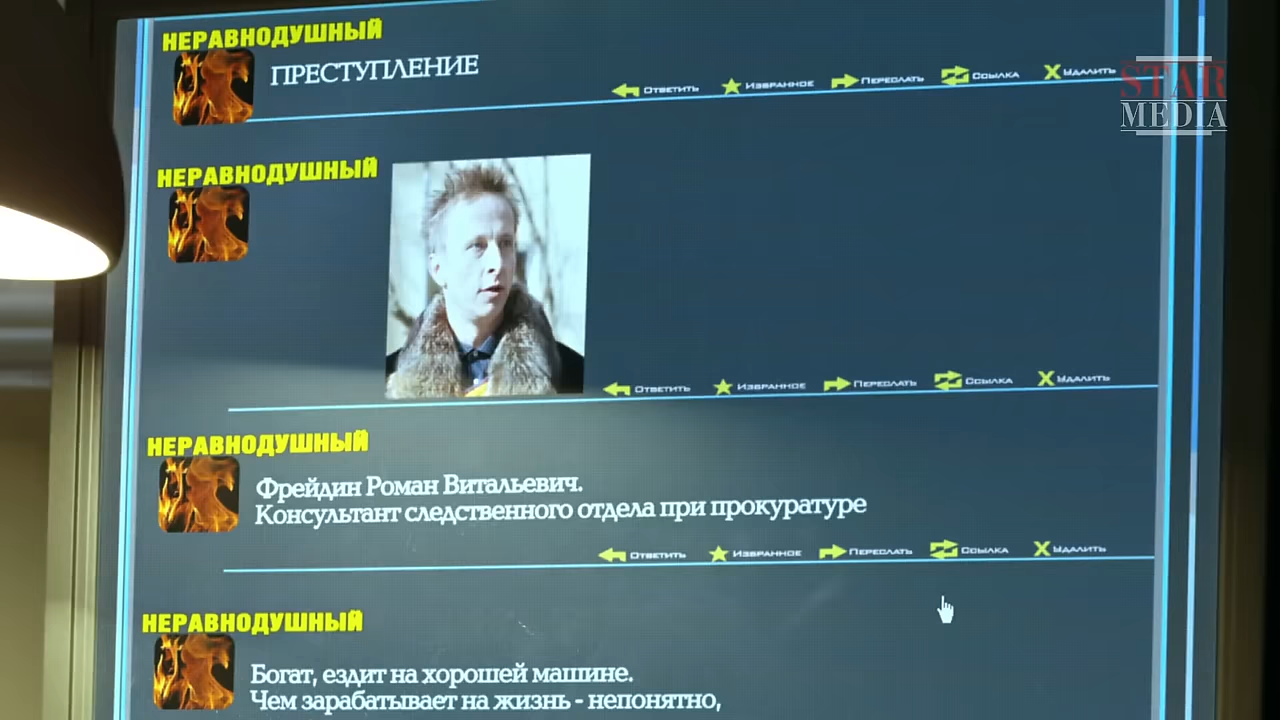 НЕРАВНОДУШНЫЙ
ПРЕСТУПЛЕНИЕ
Ответить Избранное Переслать Ссылка Удалить
STAR
MEDIA
НЕРАВНОДУШНЫЙ
Ответить Избранное Переслать Ссылка Удалить
НЕРАВНОДУШНЫЙ
Фрейдин Роман Витальевич.
Консультант следственного отдела при прокуратуре
Ответить Избранное Переслать Ссылка Удалить
НЕРАВНОДУШНЫЙ
Богат, ездит на хорошей машине.
Чем зарабатывает на жизнь - непонятно,